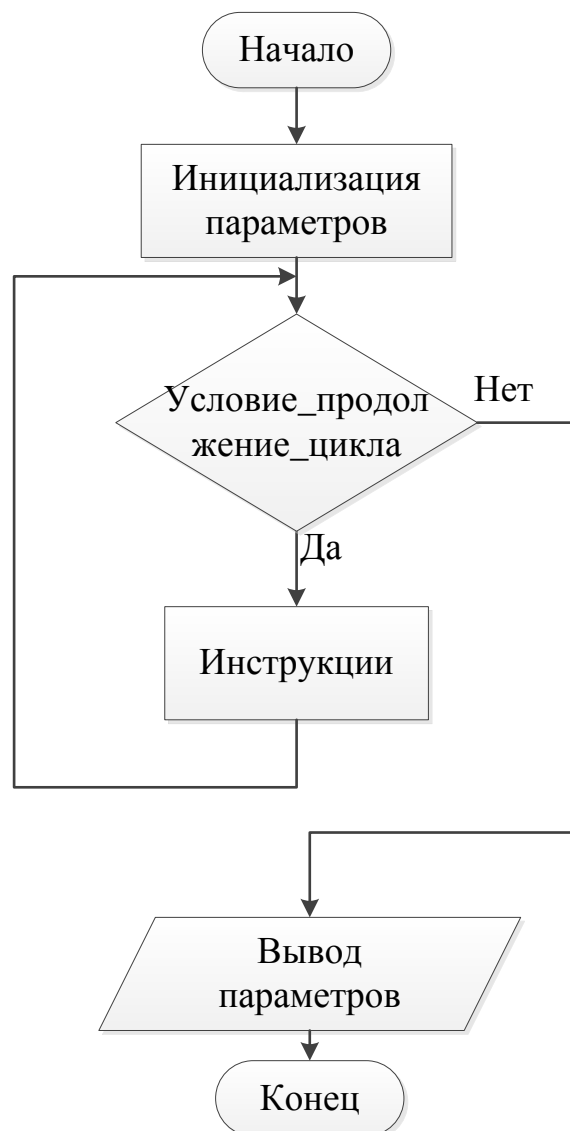 Начало
Инициализация
параметров
Условие_продол
жение_цикла
Нет
Да
Инструкции
Вывод
параметров
Конец